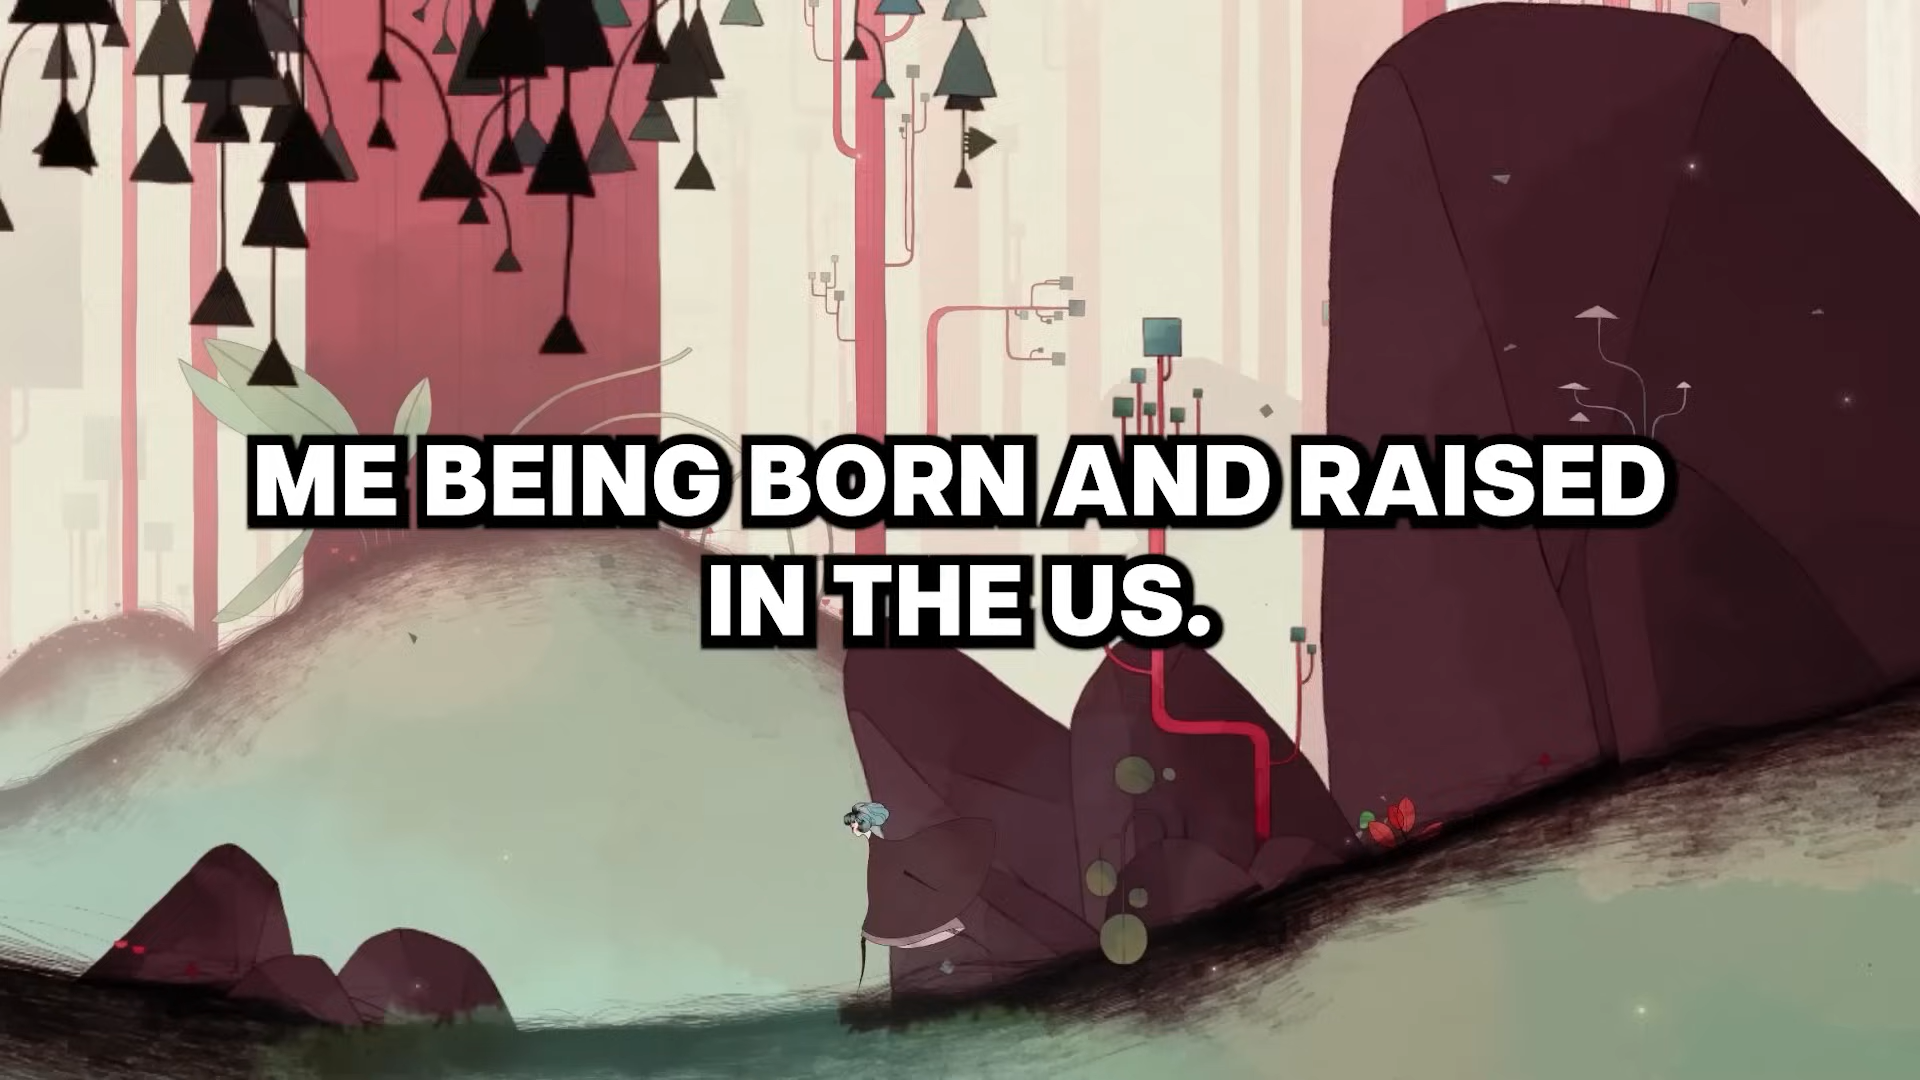 ME BEING BORN AND RAISED
IN THE US.